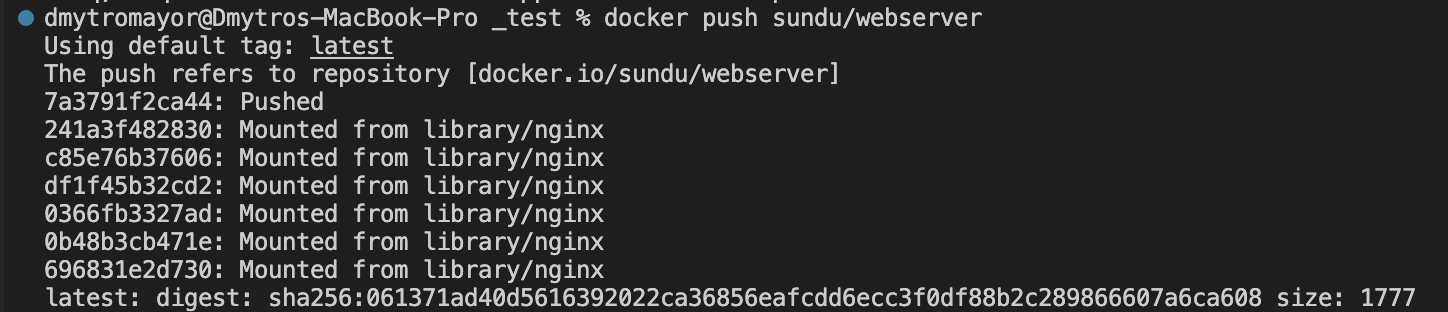 dmytromayor@Dmytros-MacBook-Pro _test % docker push sundu/webserver
Using default tag: latest
The push refers to repository [docker.io/sundu/webserver]
7a3791f2ca44: Pushed
241a3f482830: Mounted from library/nginx
c85e76b37606: Mounted from library/nginx
df1f45b32cd2: Mounted from library/nginx
0366fb3327ad: Mounted from library/nginx
0b48b3cb471e: Mounted from library/nginx
696831e2d730: Mounted from library/nginx
latest: digest: sha256:061371ad40d5616392022ca36856eafcdd6ecc3f0df88b2c289866607a6ca608 size: 1777